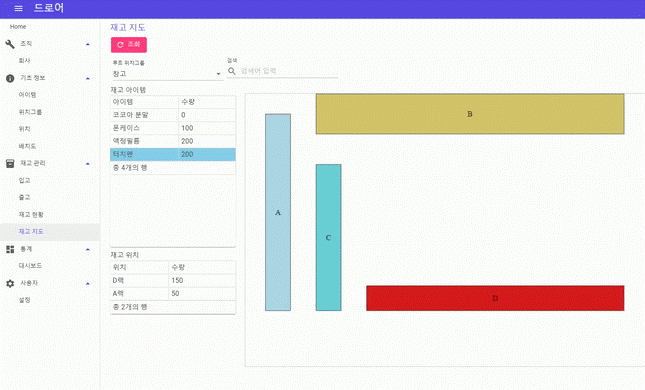 드로어
Home
조직
회사
기초 정보
아이템
위치그룹
위치
배치도
재고 관리
입고
출고
재고 현황
재고 지도
통계
대시보드
사용자
설정
재고 지도
조회
루트 위치그룹
창고
검색
검색어 입력
재고 아이템
아이템 수량
코코아 분말 0
폰케이스 100
액정필름 200
터치펜 200
총 4개의 행
재고 위치
위치 수량
D랙 150
A랙 50
총 2개의 행
B
A
C
D